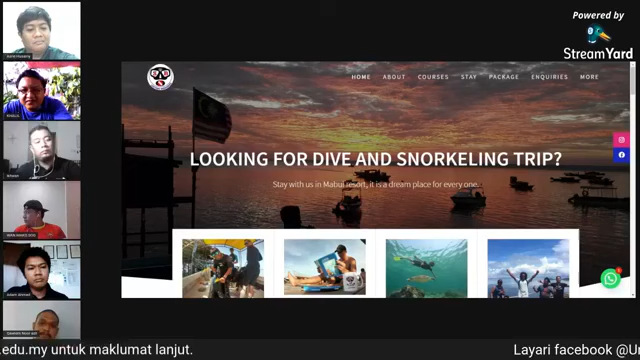 Powered by
StreamYard
HOME ABOUT COURSES STAY PACKAGE ENQUIRIES MORE
LOOKING FOR DIVE AND SNORKELING TRIP?
Stay with us in Mabul resort, it is a dream place for every one.
.edu.my untuk maklumat lanjut.
Layari facebook @Un